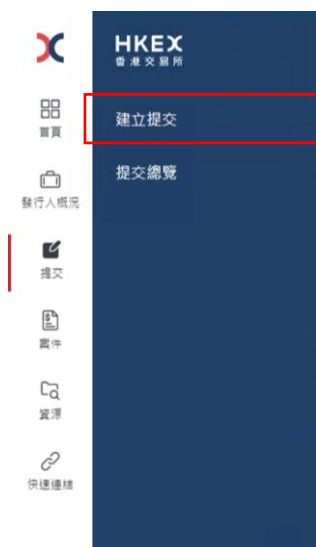 HKEX
香港交易所
首頁
發行人概況
提交
案件
資源
快速連結
建立提交
提交總覽